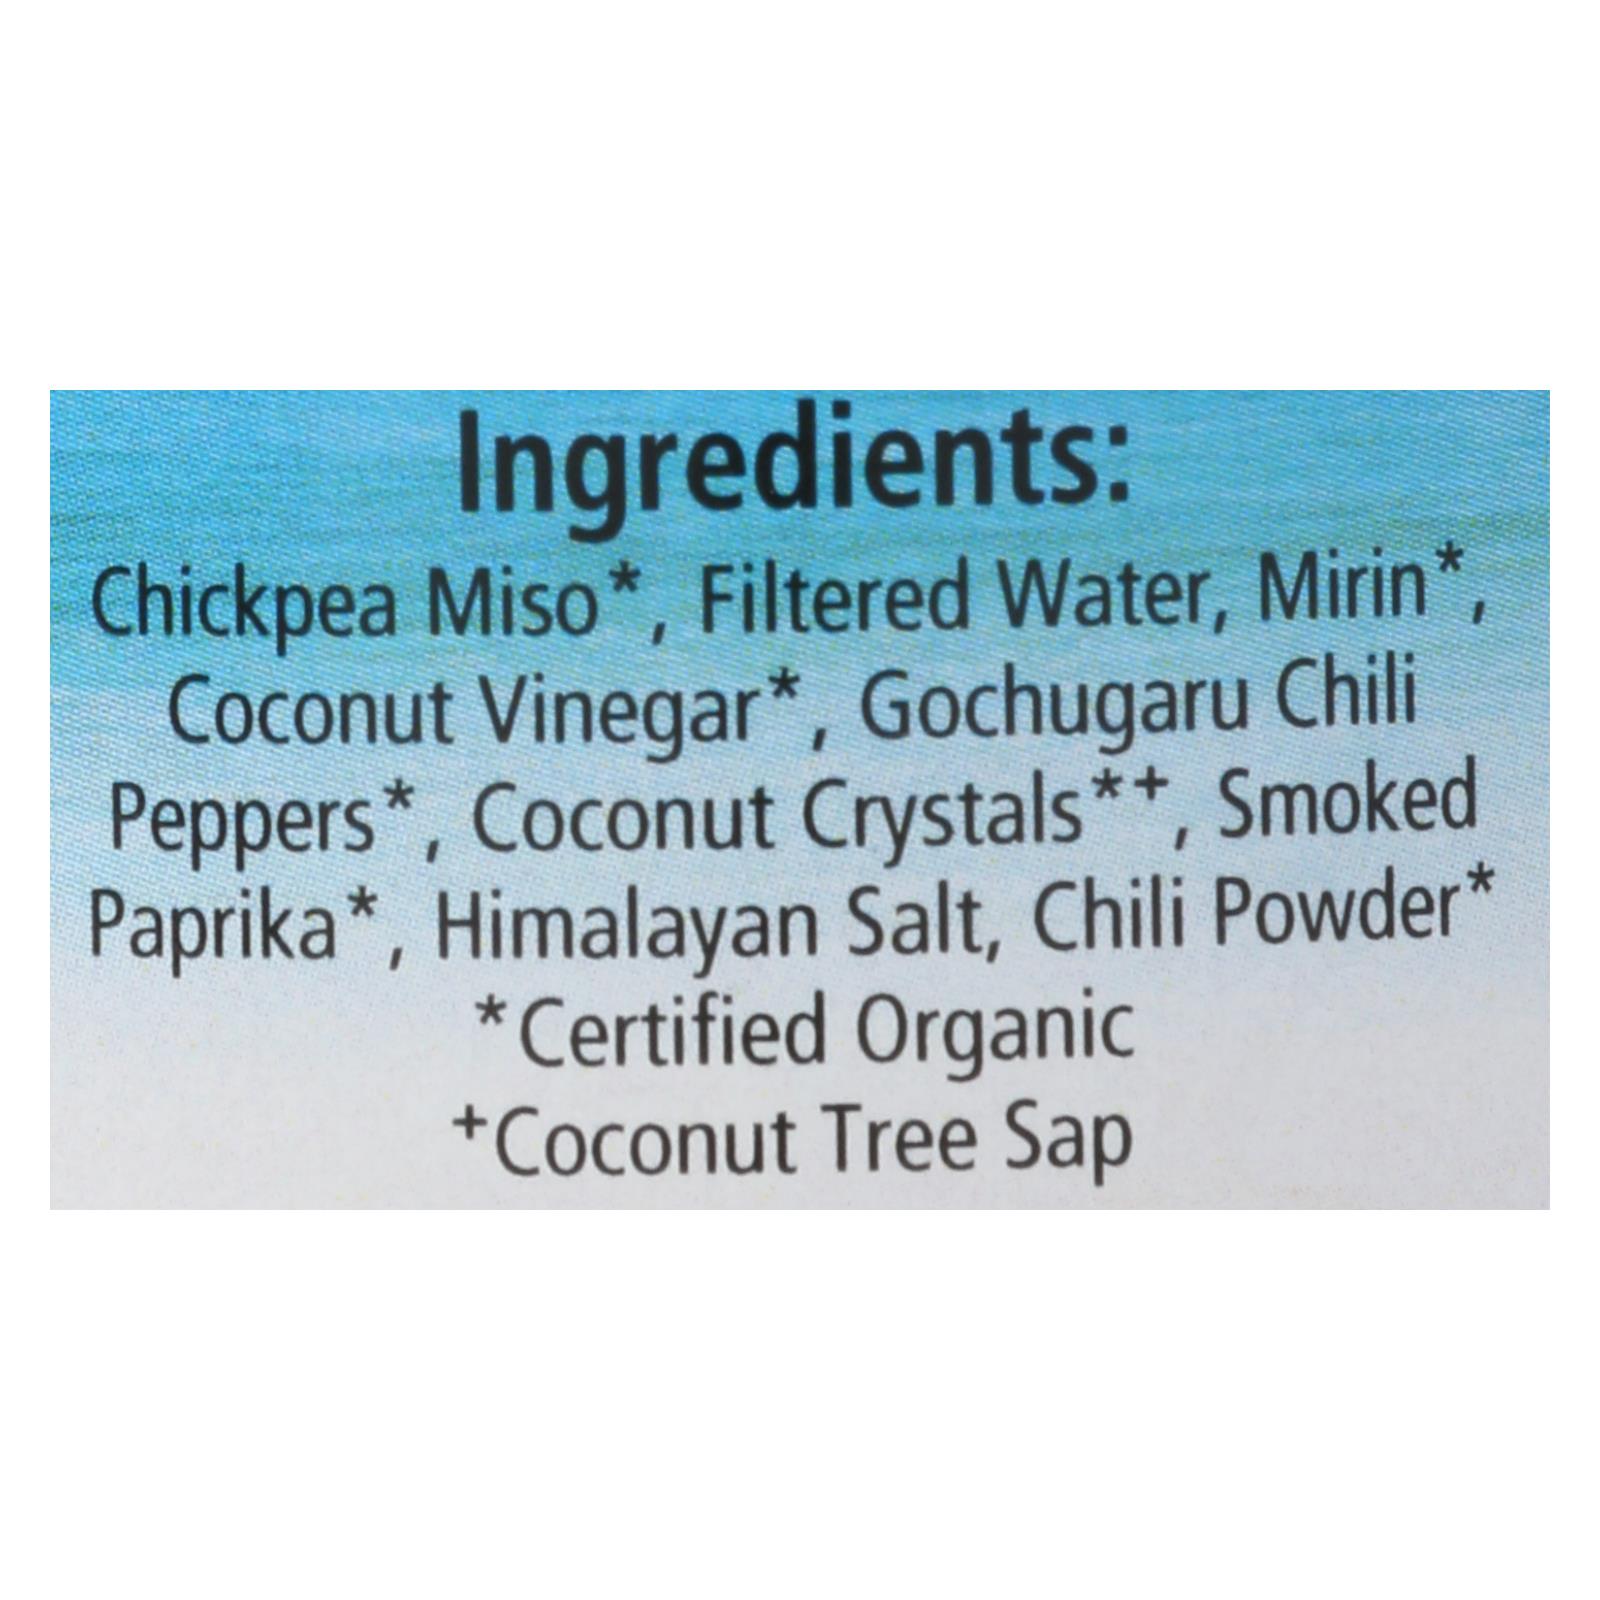 Ingredients:
Chickpea Miso*, Filtered Water, Mirin*,
Coconut Vinegar*, Gochugaru Chili
Peppers*, Coconut Crystals*+, Smoked
Paprika*, Himalayan Salt, Chili Powder*
*Certified Organic
+Coconut Tree Sap